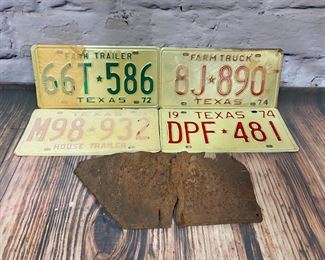 FARM TRAILER
66T★586
TEXAS 72
FARM TRUCK
8J★890
TEXAS 74
TEXAS
M98★932
HOUSE TRAILER
19 TEXAS 74
DPF★481